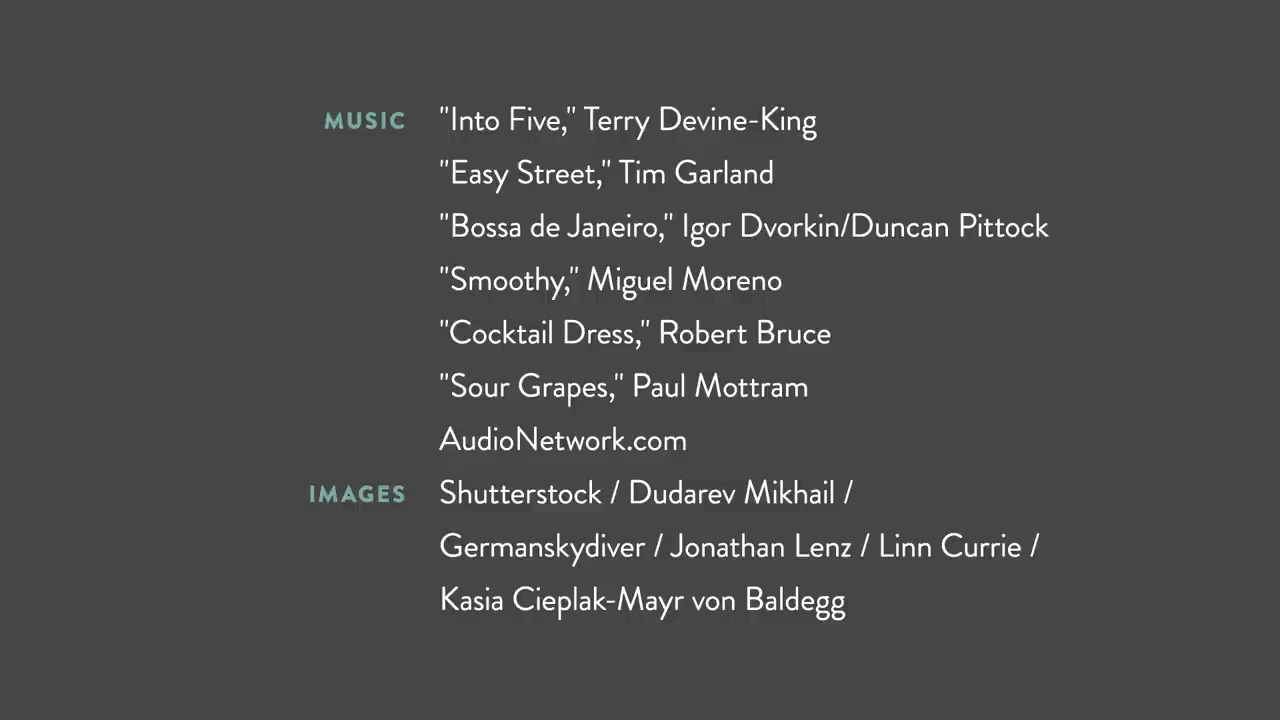 MUSIC "Into Five," Terry Devine-King
"Easy Street," Tim Garland
"Bossa de Janeiro," Igor Dvorkin/Duncan Pittock
"Smoothy," Miguel Moreno
"Cocktail Dress," Robert Bruce
"Sour Grapes," Paul Mottram
AudioNetwork.com
IMAGES Shutterstock / Dudarev Mikhail /
Germanskydiver / Jonathan Lenz / Linn Currie /
Kasia Cieplak-Mayr von Baldegg